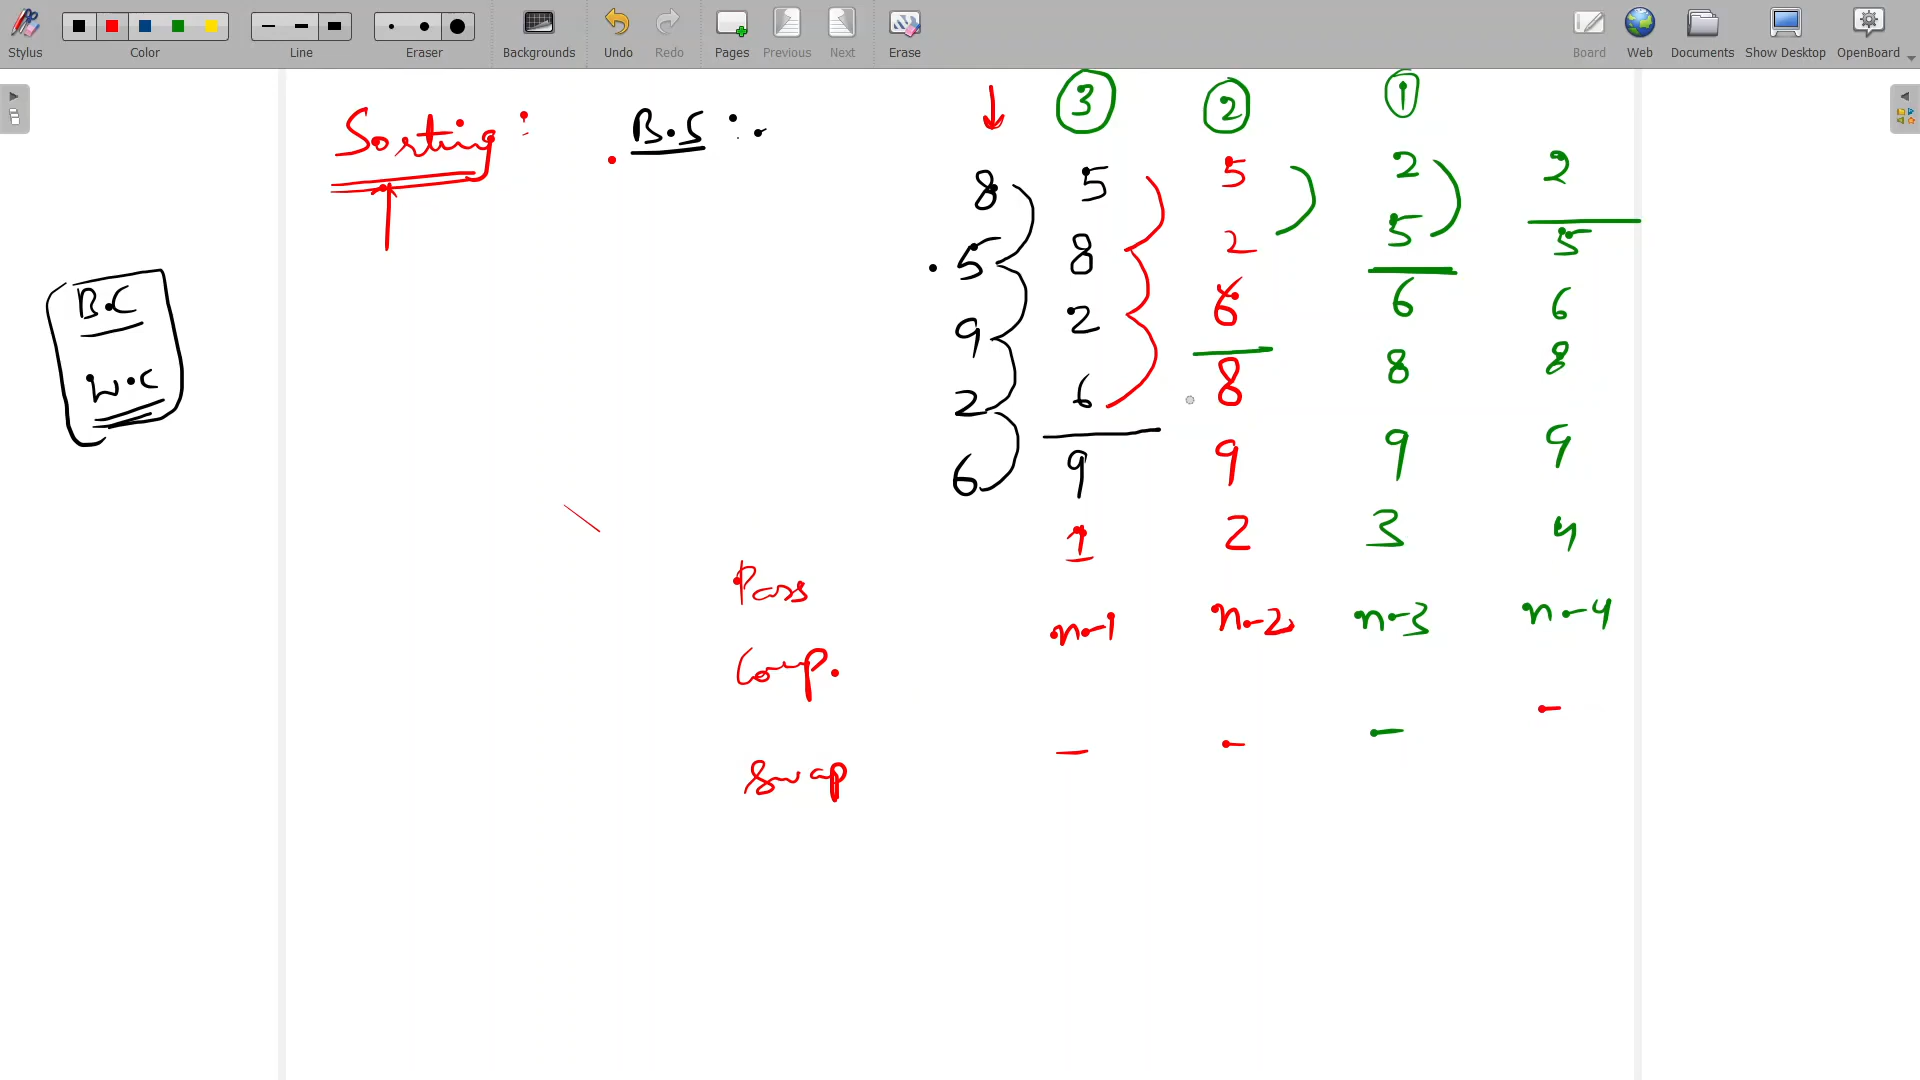 Stylus Color Line Eraser Backgrounds Undo Redo Pages Previous Next Erase Board Web Documents Show Desktop OpenBoard
Sorting : B.S :-
3 2 1
8 5 5 2 2
5 8 2 5 5
9 2 6 6 6
2 6 8 8 8
6 9 9 9 9
B.C
W.C
1 2 3 4
Pass
n-1 n-2 n-3 n-4
Comp.
- - - -
Swap